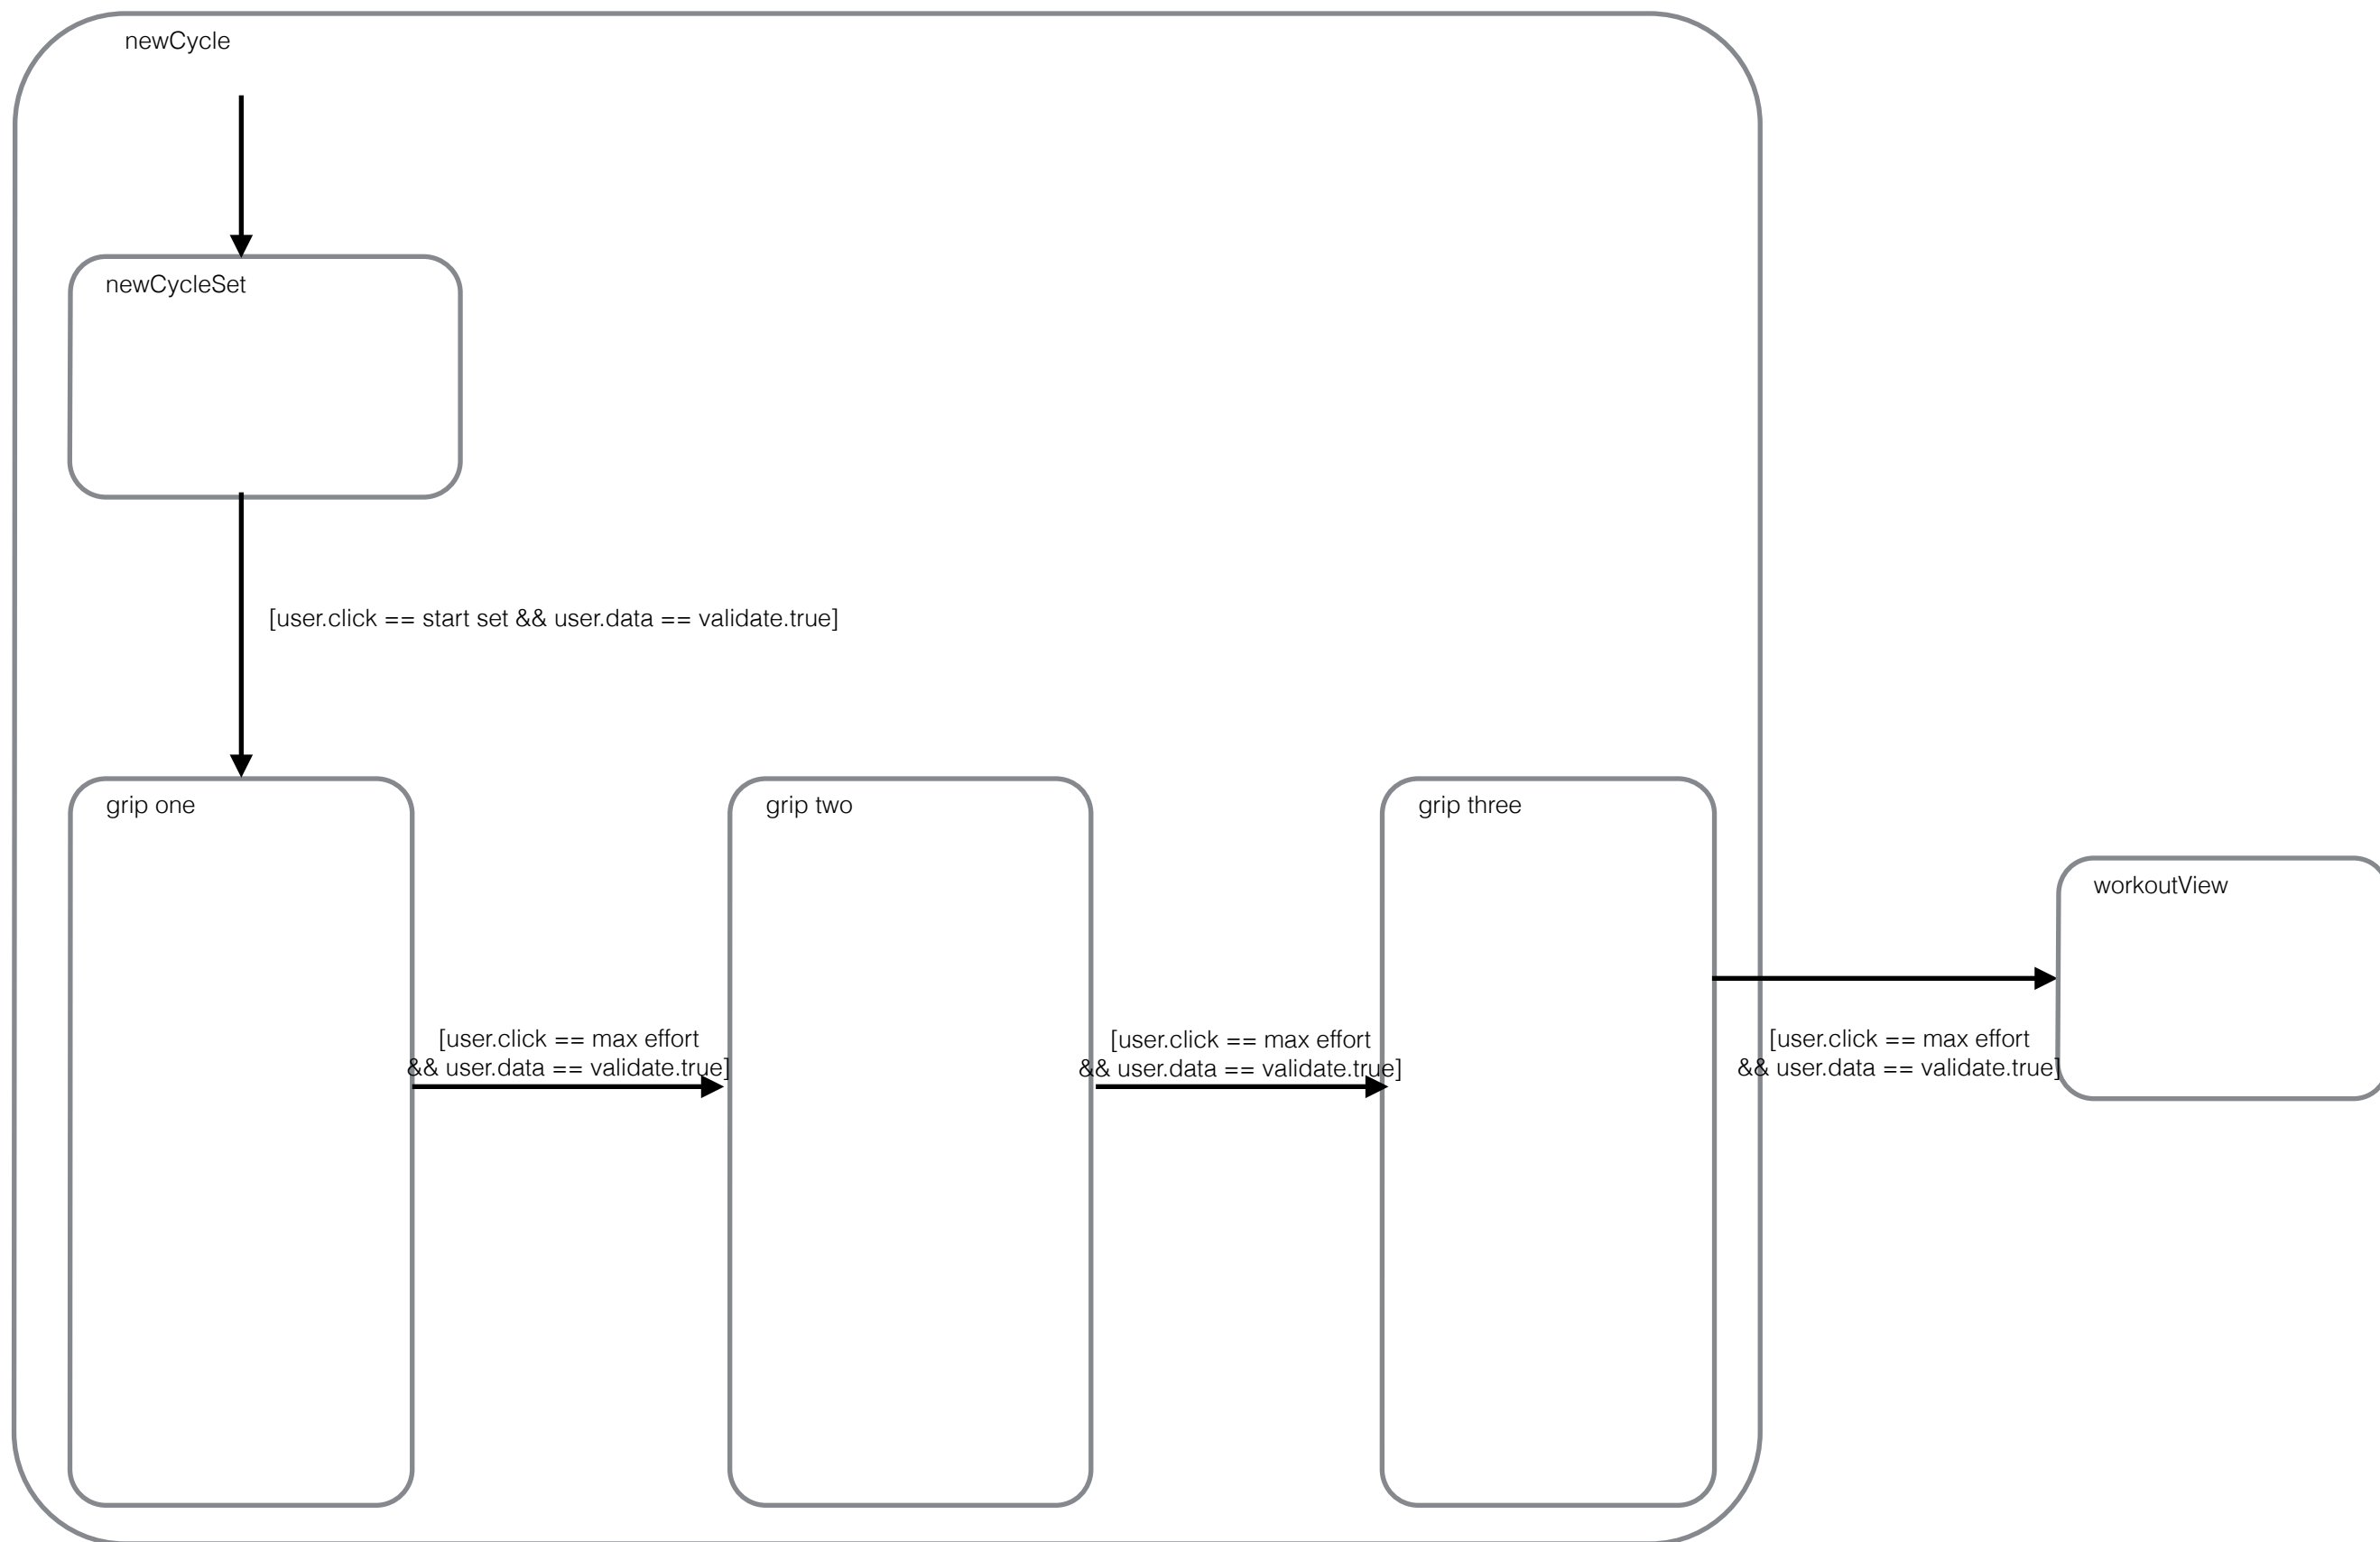 newCycle
newCycleSet
[user.click == start set && user.data == validate.true]
grip one
grip two
grip three
workoutView
[user.click == max effort
&& user.data == validate.true]
[user.click == max effort
&& user.data == validate.true]
[user.click == max effort
&& user.data == validate.true]